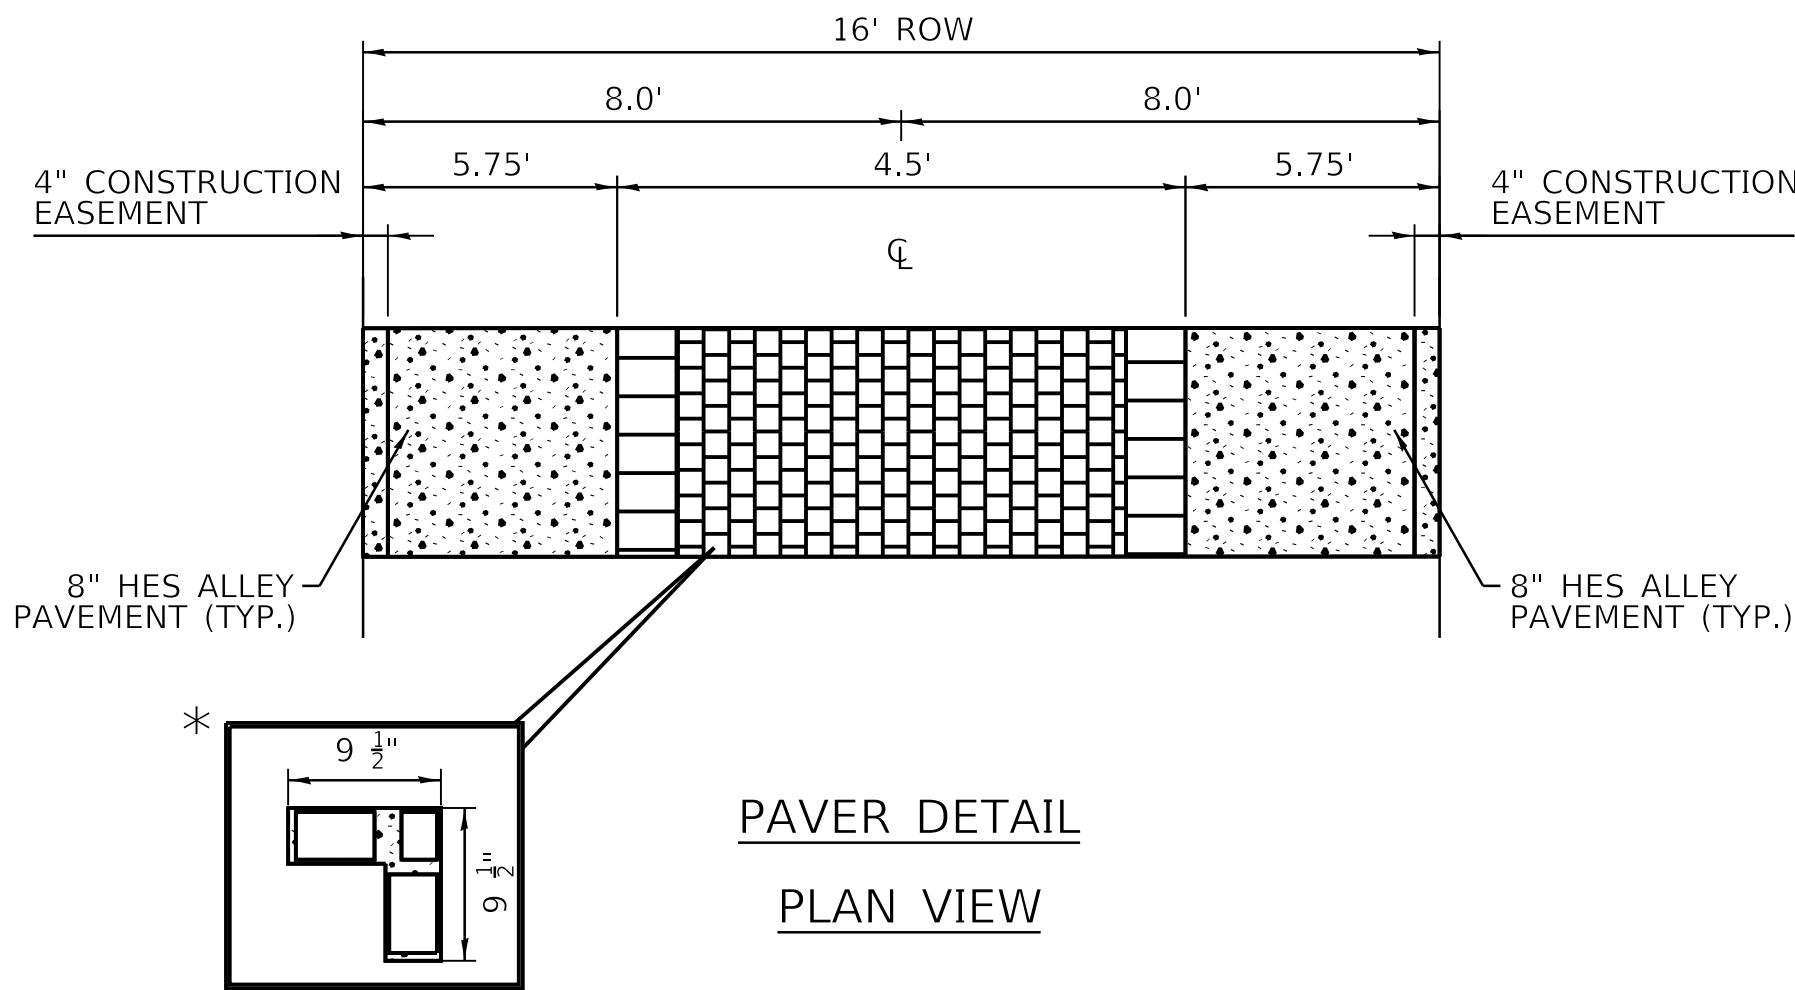 16' ROW
8.0' 8.0'
5.75' 4.5' 5.75'
4" CONSTRUCTION
EASEMENT
4" CONSTRUCTION
EASEMENT
℄
8" HES ALLEY
PAVEMENT (TYP.)
8" HES ALLEY
PAVEMENT (TYP.)
*
9 1/2"
9 1/2"
PAVER DETAIL
PLAN VIEW